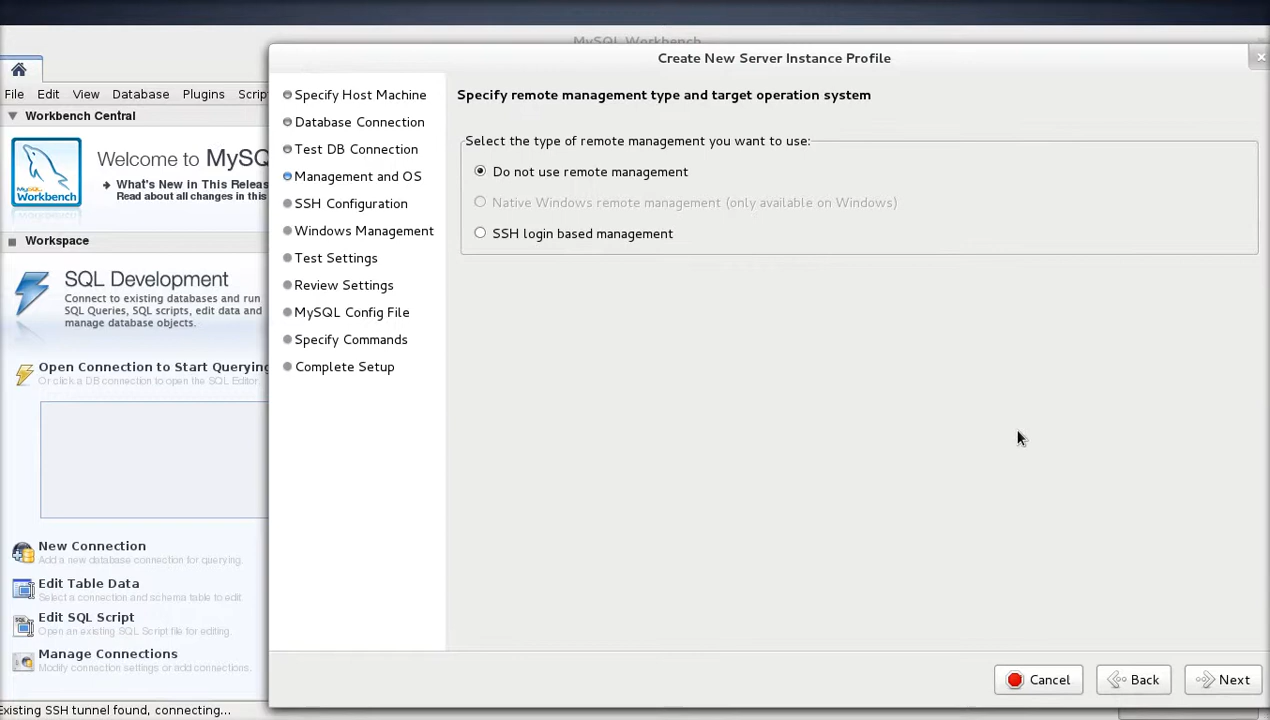 MySQL Workbench
Create New Server Instance Profile
File Edit View Database Plugins Scrip
Workbench Central
MySQL
Workbench
Welcome to MySQ
What's New in This Relea
Read about all changes in this
Workspace
SQL Development
Connect to existing databases and run
SQL Queries, SQL scripts, edit data and
manage database objects.
Open Connection to Start Querying
Or click a DB connection to open the SQL Editor.
New Connection
Add a new database connection for querying.
Edit Table Data
Select a connection and schema table to edit.
Edit SQL Script
Open an existing SQL Script file for editing.
Manage Connections
Modify connection settings or add connections.
Existing SSH tunnel found, connecting...
Specify Host Machine
Database Connection
Test DB Connection
Management and OS
SSH Configuration
Windows Management
Test Settings
Review Settings
MySQL Config File
Specify Commands
Complete Setup
Specify remote management type and target operation system
Select the type of remote management you want to use:
Do not use remote management
Native Windows remote management (only available on Windows)
SSH login based management
Cancel Back Next